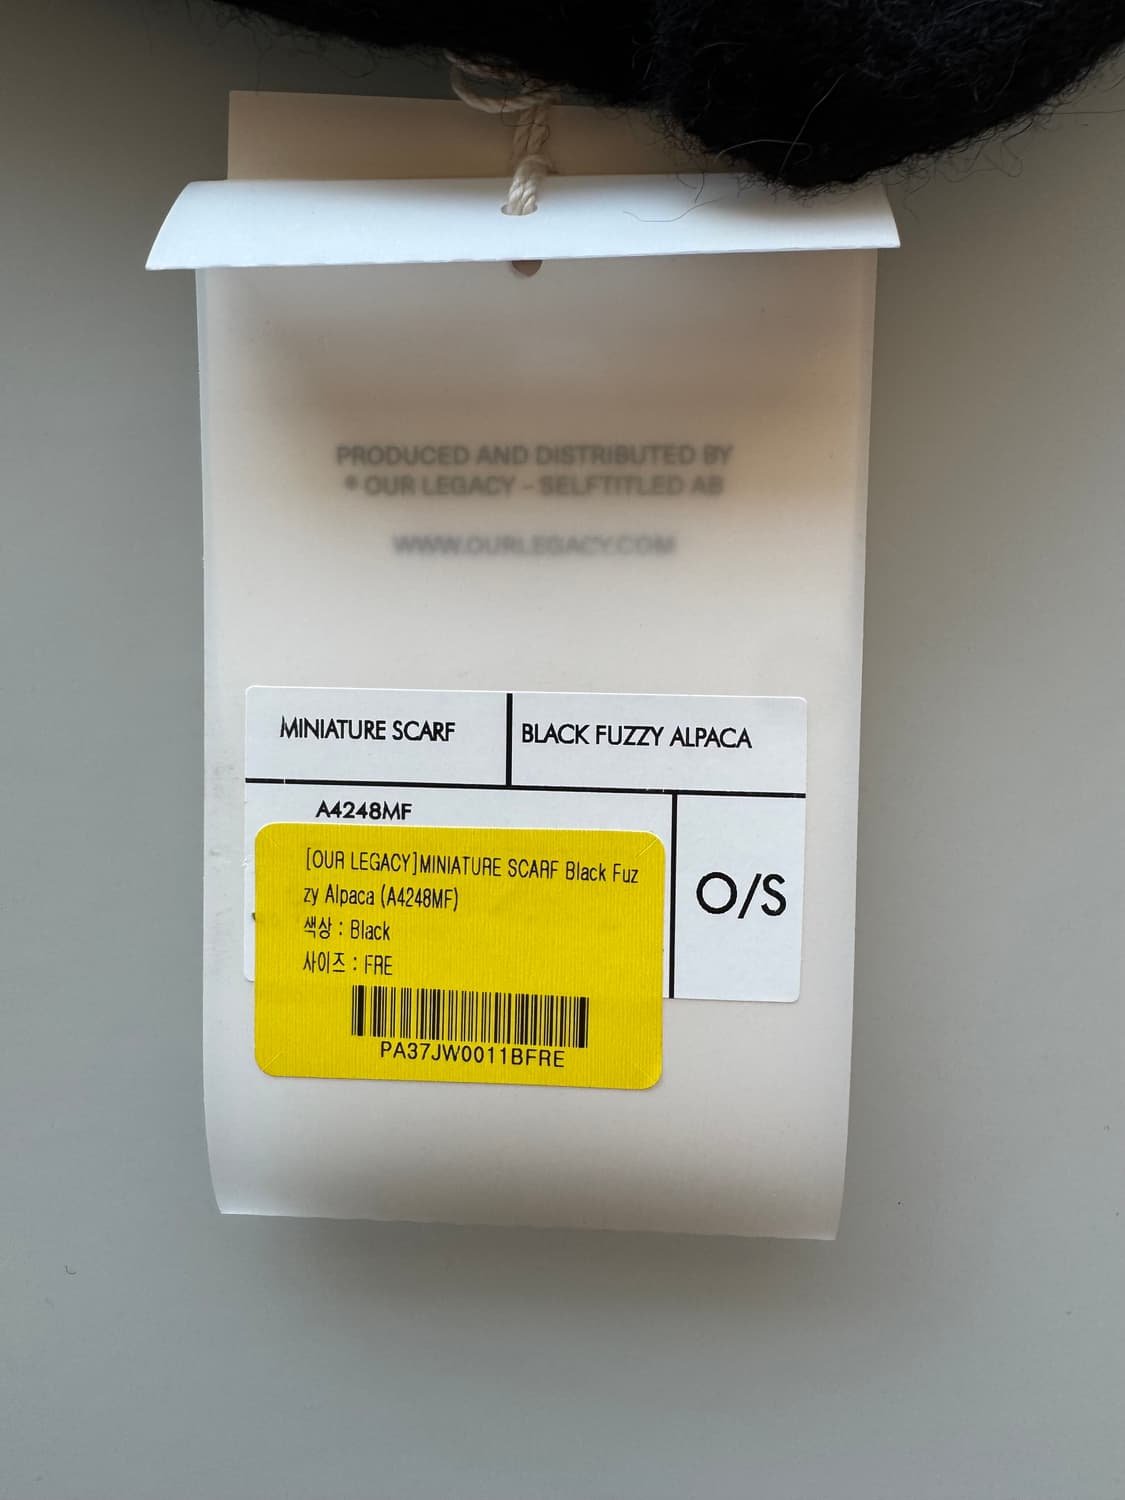 PRODUCED AND DISTRIBUTED BY
® OUR LEGACY - SELFTITLED AB
WWW.OURLEGACY.COM
MINIATURE SCARF
BLACK FUZZY ALPACA
A4248MF
O/S
[OUR LEGACY]MINIATURE SCARF Black Fuz
zy Alpaca (A4248MF)
색상 : Black
사이즈 : FRE
PA37JW0011BFRE